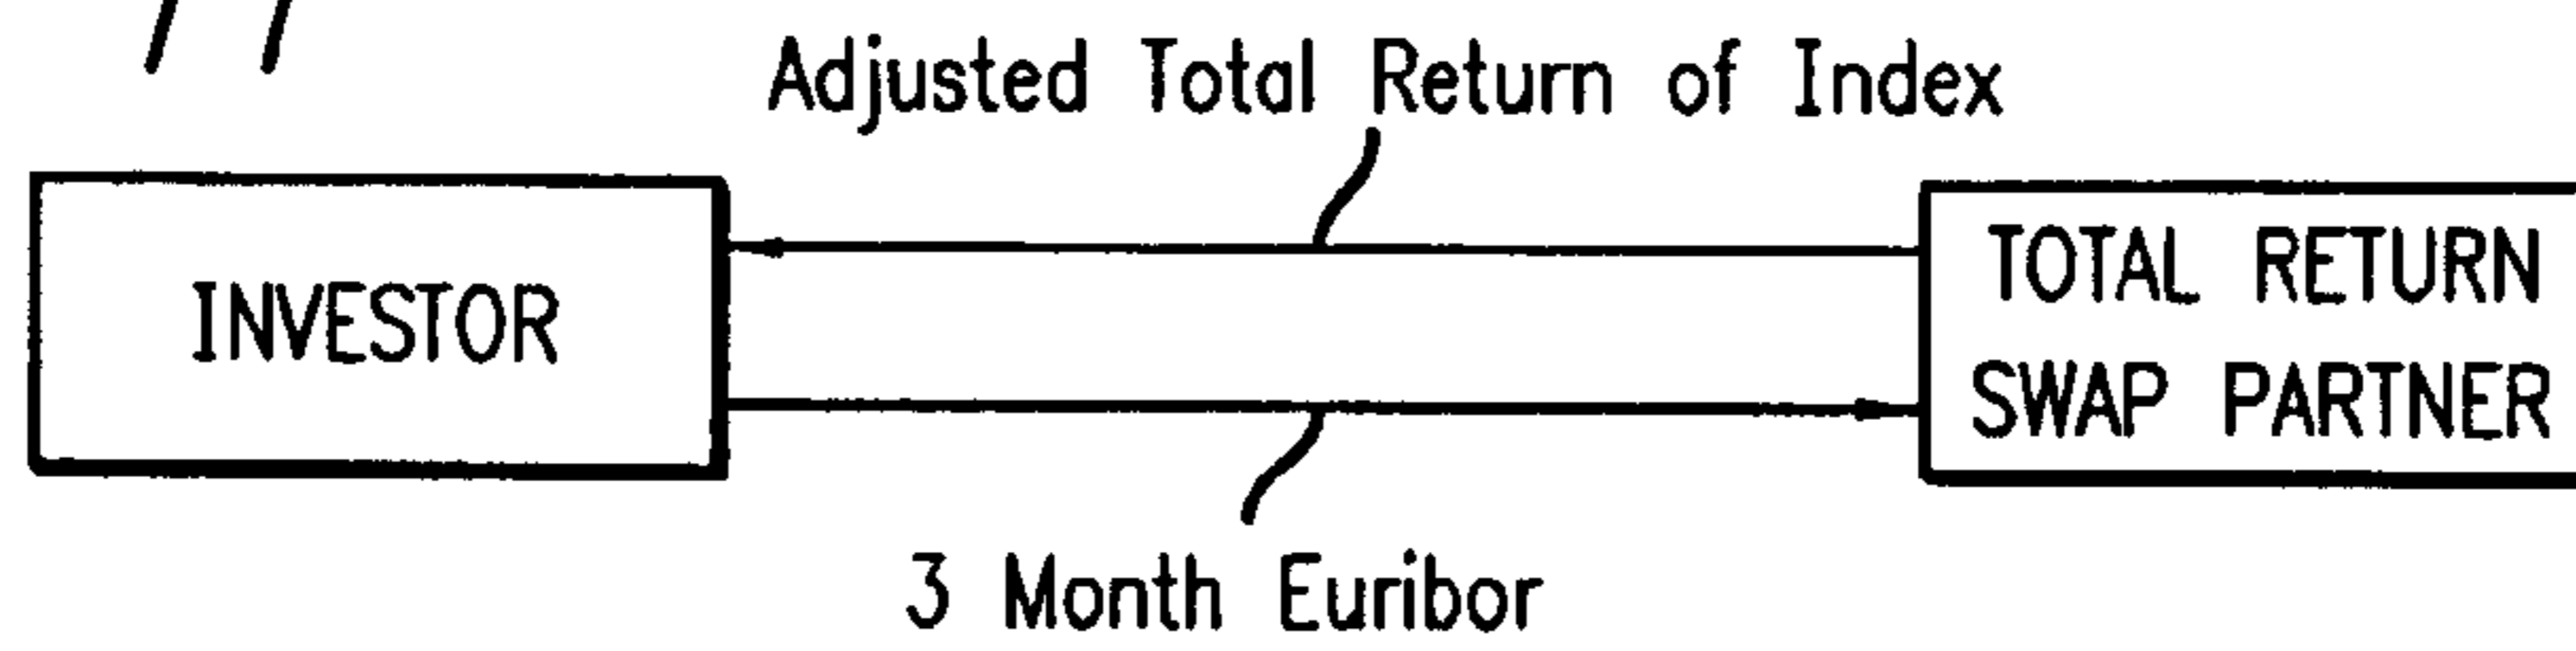 Adjusted Total Return of Index
INVESTOR
TOTAL RETURN
SWAP PARTNER
3 Month Euribor